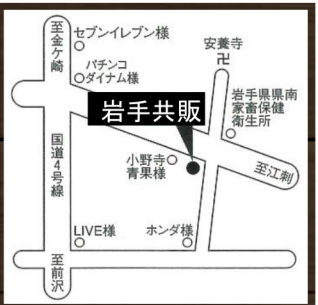 至金ケ崎
セブンイレブン様
パチンコ
ダイナム様
安養寺
卍
岩手県県南
家畜保健
衛生所
岩手共販
国道4号線
小野寺
青果様
至江刺
LIVE様
ホンダ様
至前沢